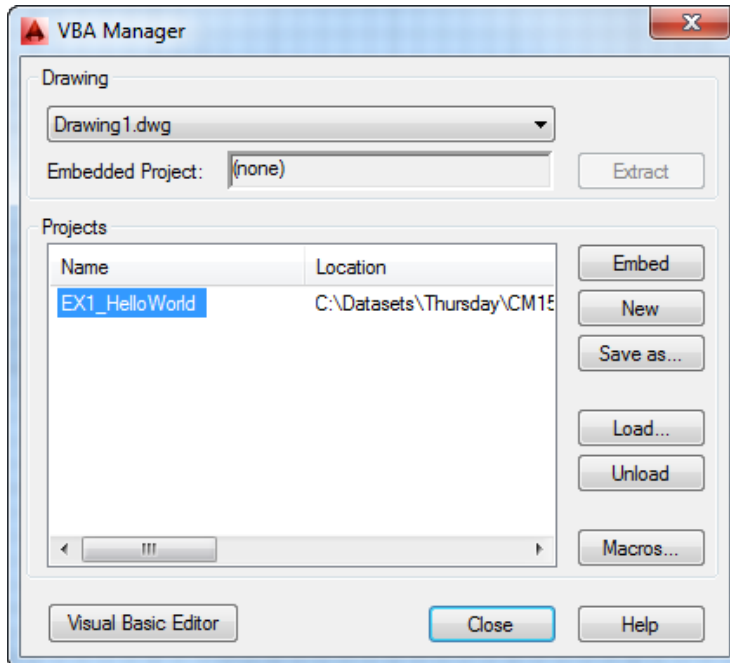 VBA Manager
Drawing
Drawing1.dwg
Embedded Project: (none) Extract
Projects
Name Location
EX1_HelloWorld C:\Datasets\Thursday\CM15
Embed
New
Save as...
Load...
Unload
Macros...
Visual Basic Editor Close Help